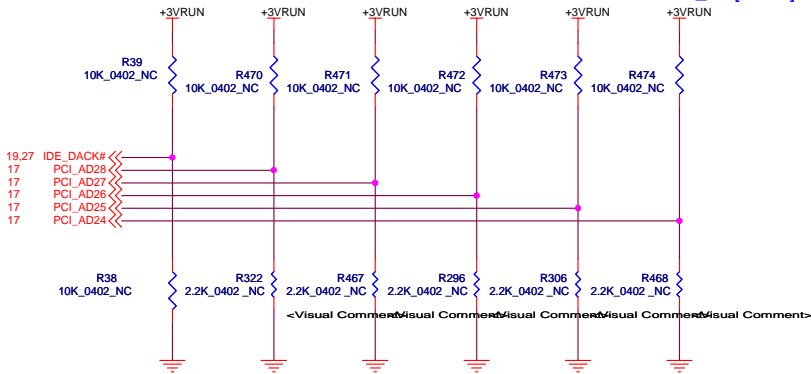 +3VRUN +3VRUN +3VRUN +3VRUN +3VRUN +3VRUN
R39 R470 R471 R472 R473 R474
10K_0402_NC 10K_0402_NC 10K_0402_NC 10K_0402_NC 10K_0402_NC 10K_0402_NC
19,27 IDE_DACK#
17 PCI_AD28
17 PCI_AD27
17 PCI_AD26
17 PCI_AD25
17 PCI_AD24
R38 R322 R467 R296 R306 R468
10K_0402_NC 2.2K_0402 _NC 2.2K_0402 _NC 2.2K_0402 _NC 2.2K_0402 _NC 2.2K_0402 _NC
<Visual Comment> <Visual Comment> <Visual Comment> <Visual Comment> <Visual Comment>